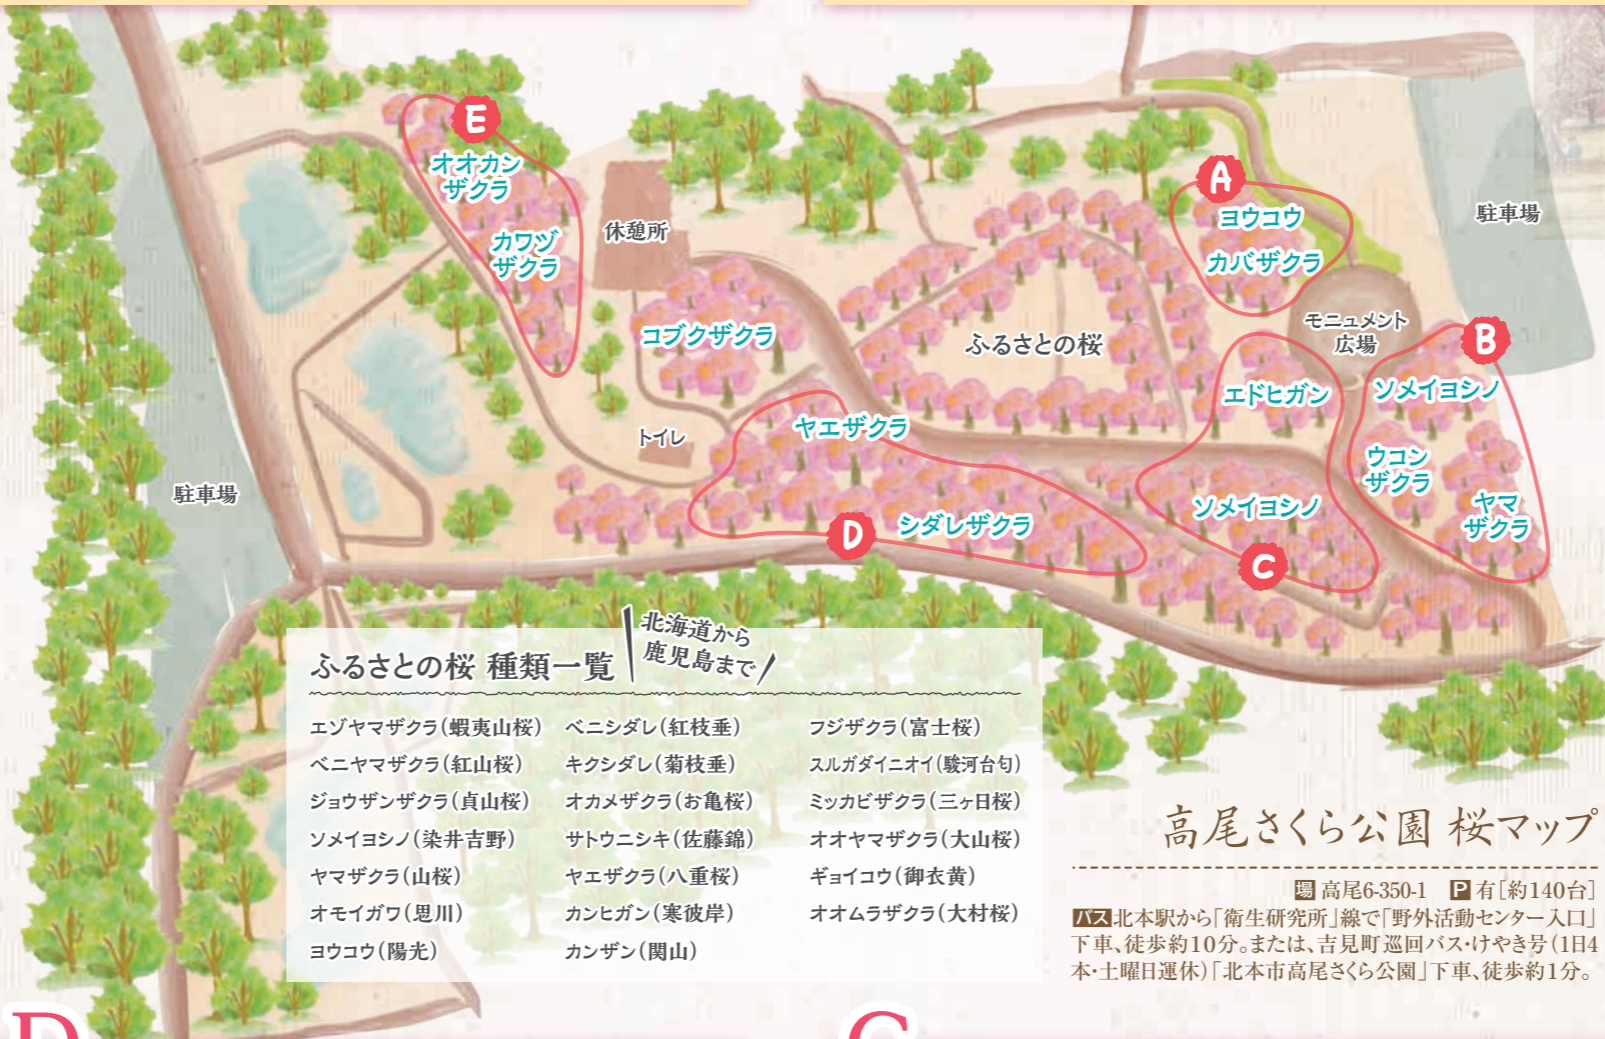 E
オオカン
ザクラ
カワヅ
ザクラ
休憩所
コブクザクラ
トイレ
ヤエザクラ
D
シダレザクラ
ふるさとの桜
A
ヨウコウ
カバザクラ
モニュメント
広場
駐車場
B
ソメイヨシノ
ウコン
ザクラ
ヤマ
ザクラ
エドヒガン
ソメイヨシノ
C
駐車場
ふるさとの桜 種類一覧
北海道から
鹿児島まで
エゾヤマザクラ(蝦夷山桜)
ベニヤマザクラ(紅山桜)
ジョウザンザクラ(貞山桜)
ソメイヨシノ(染井吉野)
ヤマザクラ(山桜)
オモイガワ(思川)
ヨウコウ(陽光)
ベニシダレ(紅枝垂)
キクシダレ(菊枝垂)
オカメザクラ(お亀桜)
サトウニシキ(佐藤錦)
ヤエザクラ(八重桜)
カンヒガン(寒彼岸)
カンザン(関山)
フジザクラ(富士桜)
スルガダイニオイ(駿河台匂)
ミッカビザクラ(三ヶ日桜)
オオヤマザクラ(大山桜)
ギョイコウ(御衣黄)
オオムラザクラ(大村桜)
高尾さくら公園 桜マップ
場 高尾6-350-1 P 有[約140台]
バス 北本駅から「衛生研究所」線で「野外活動センター入口」
下車、徒歩約10分。または、吉見町巡回バス・けやき号(1日4
本・土曜日運休)「北本市高尾さくら公園」下車、徒歩約1分。
D